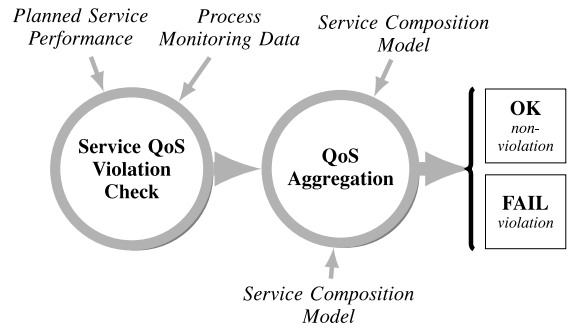 Planned Service
Performance
Process
Monitoring Data
Service Composition
Model
Service QoS
Violation
Check
QoS
Aggregation
OK
non-
violation
FAIL
violation
Service Composition
Model